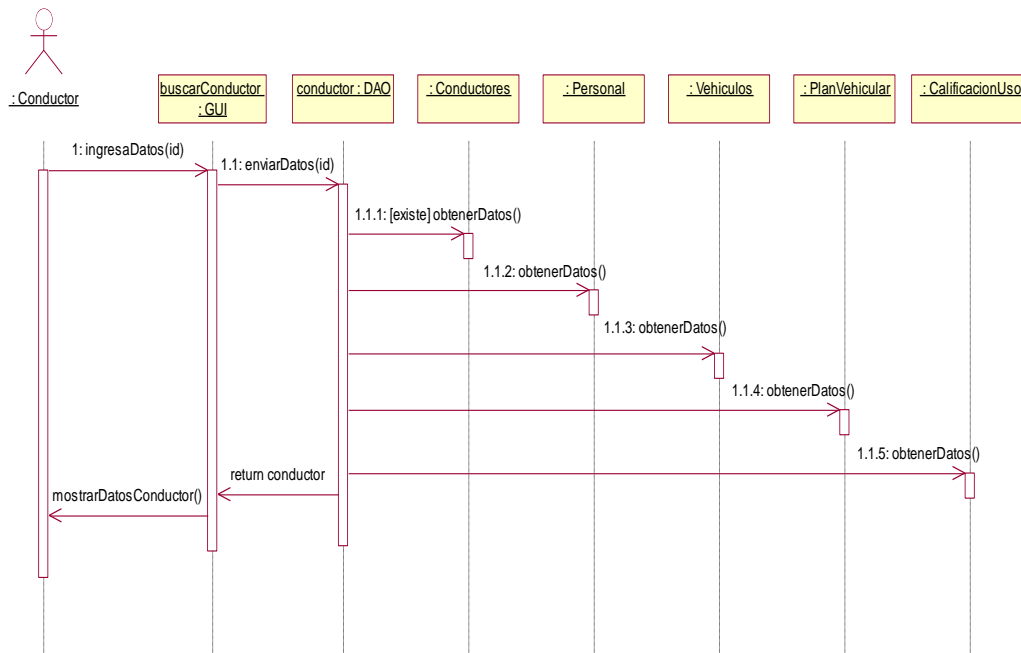 : Conductor
buscarConductor
: GUI
conductor : DAO
: Conductores
: Personal
: Vehiculos
: PlanVehicular
: CalificacionUso
1: ingresaDatos(id)
1.1: enviarDatos(id)
1.1.1: [existe] obtenerDatos()
1.1.2: obtenerDatos()
1.1.3: obtenerDatos()
1.1.4: obtenerDatos()
1.1.5: obtenerDatos()
return conductor
mostrarDatosConductor()